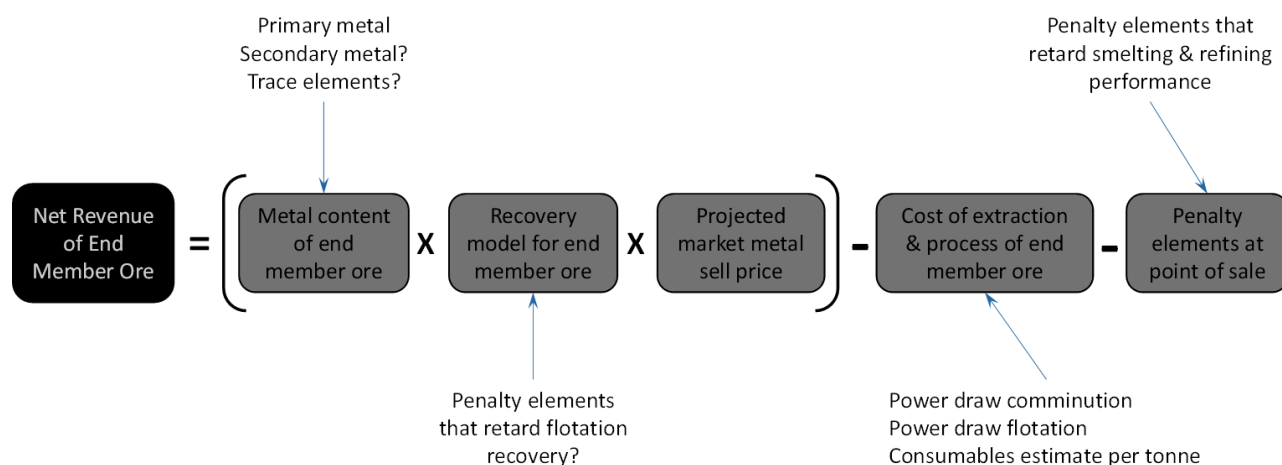 Primary metal
Secondary metal?
Trace elements?
Penalty elements that
retard smelting & refining
performance
Net Revenue
of End
Member Ore
=
(
Metal content
of end
member ore
X
Recovery
model for end
member ore
X
Projected
market metal
sell price
)
-
Cost of extraction
& process of end
member ore
-
Penalty
elements at
point of sale
Penalty elements
that retard flotation
recovery?
Power draw comminution
Power draw flotation
Consumables estimate per tonne